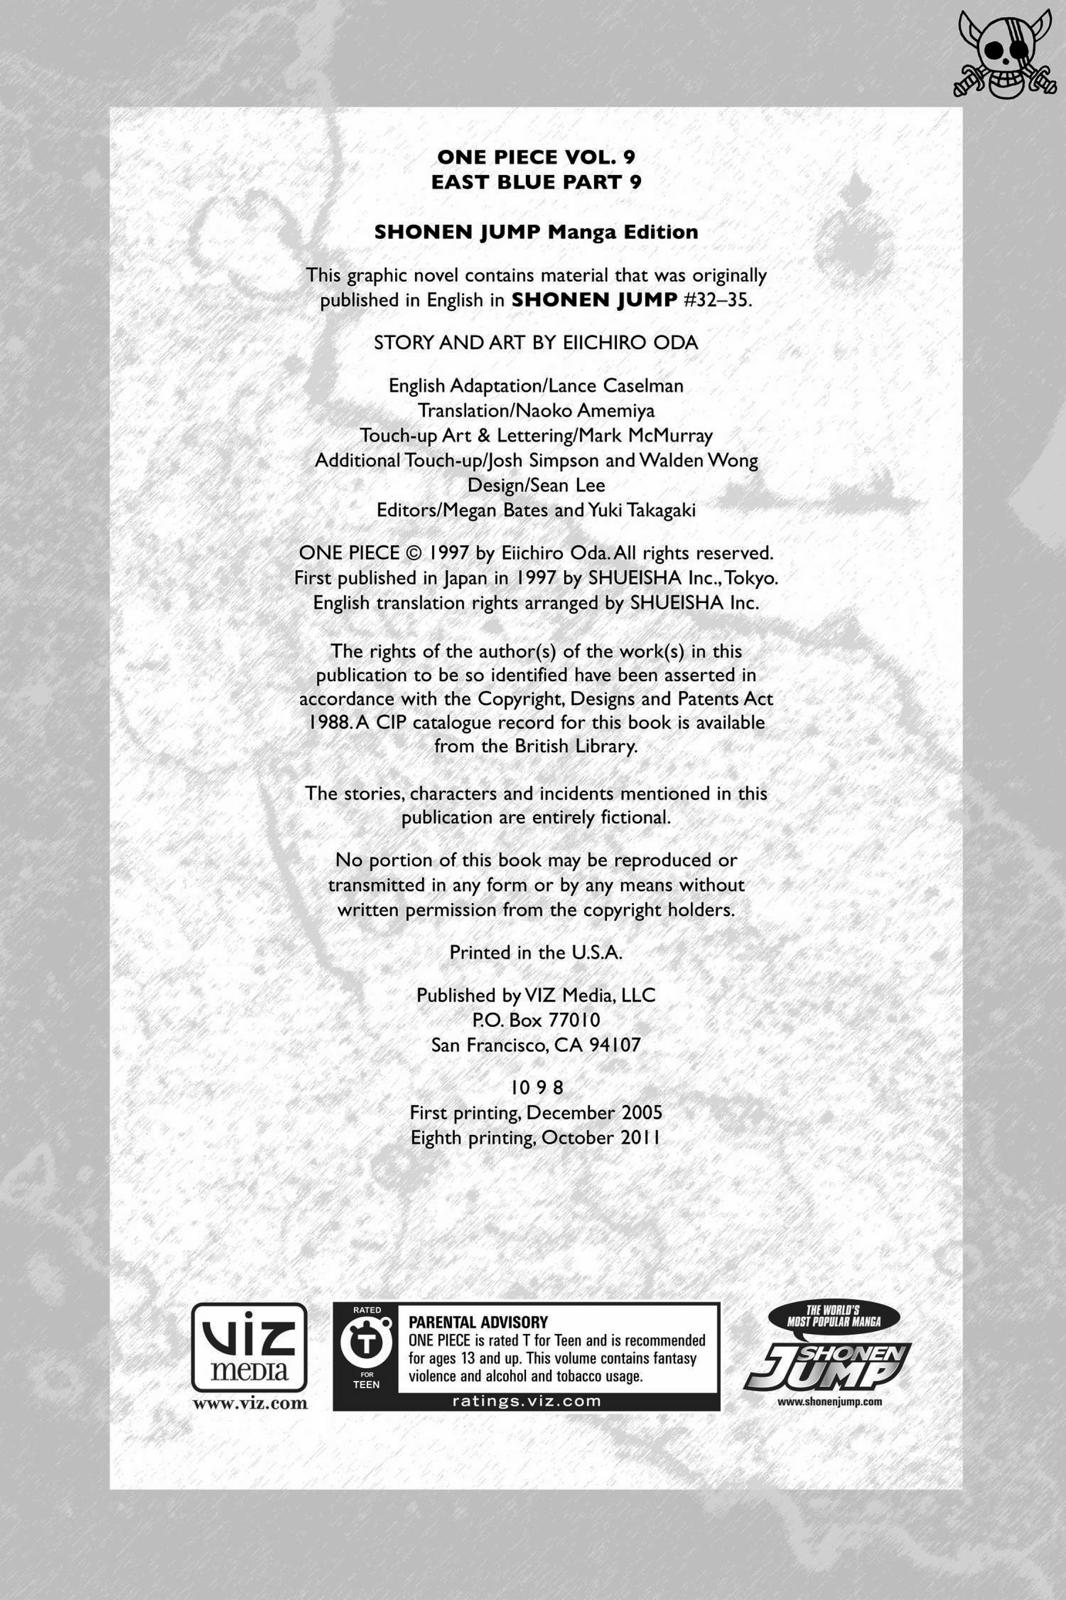 ONE PIECE VOL. 9
EAST BLUE PART 9
SHONEN JUMP Manga Edition
This graphic novel contains material that was originally
published in English in SHONEN JUMP #32–35.
STORY AND ART BY EIICHIRO ODA
English Adaptation/Lance Caselman
Translation/Naoko Amemiya
Touch-up Art & Lettering/Mark McMurray
Additional Touch-up/Josh Simpson and Walden Wong
Design/Sean Lee
Editors/Megan Bates and Yuki Takagaki
ONE PIECE © 1997 by Eiichiro Oda. All rights reserved.
First published in Japan in 1997 by SHUEISHA Inc., Tokyo.
English translation rights arranged by SHUEISHA Inc.
The rights of the author(s) of the work(s) in this
publication to be so identified have been asserted in
accordance with the Copyright, Designs and Patents Act
1988. A CIP catalogue record for this book is available
from the British Library.
The stories, characters and incidents mentioned in this
publication are entirely fictional.
No portion of this book may be reproduced or
transmitted in any form or by any means without
written permission from the copyright holders.
Printed in the U.S.A.
Published by VIZ Media, LLC
P.O. Box 77010
San Francisco, CA 94107
10 9 8
First printing, December 2005
Eighth printing, October 2011
viz
media
www.viz.com
RATED
T
FOR
TEEN
PARENTAL ADVISORY
ONE PIECE is rated T for Teen and is recommended
for ages 13 and up. This volume contains fantasy
violence and alcohol and tobacco usage.
ratings.viz.com
THE WORLD'S
MOST POPULAR MANGA
SHONEN
JUMP
www.shonenjump.com